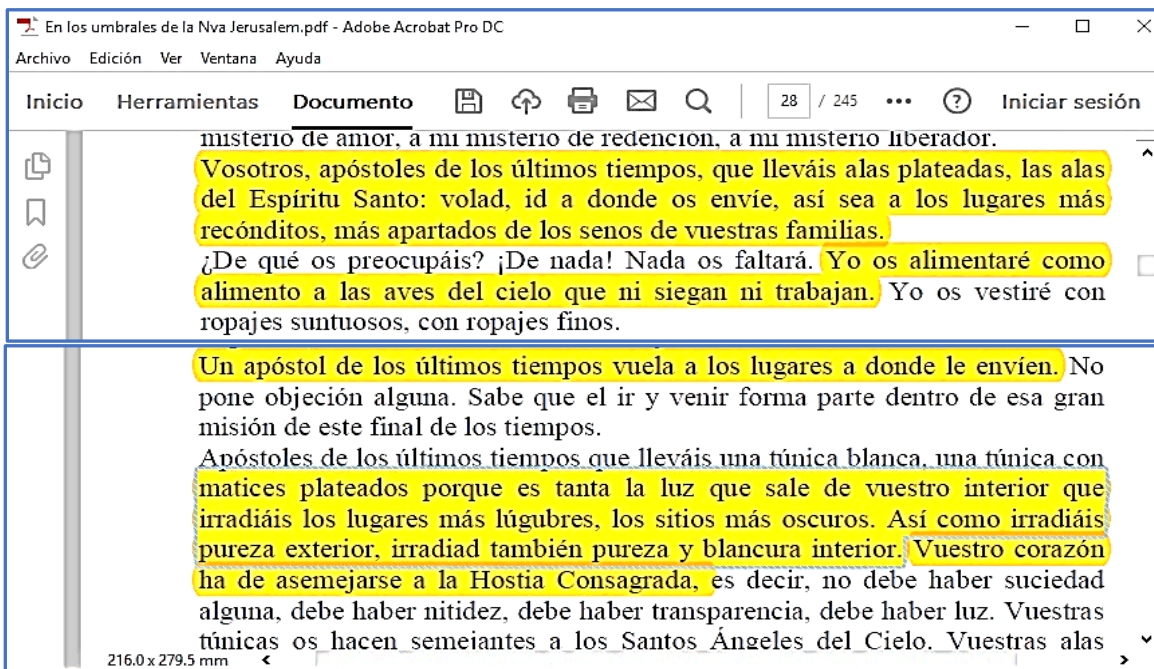 En los umbrales de la Nva Jerusalem.pdf - Adobe Acrobat Pro DC
Archivo Edición Ver Ventana Ayuda
Inicio Herramientas Documento 28 / 245 ••• ? Iniciar sesión
misterio de amor, a mi misterio de redención, a mi misterio liberador.
Vosotros, apóstoles de los últimos tiempos, que lleváis alas plateadas, las alas
del Espíritu Santo: volad, id a donde os envíe, así sea a los lugares más
recónditos, más apartados de los senos de vuestras familias.
¿De qué os preocupáis? ¡De nada! Nada os faltará. Yo os alimentaré como
alimento a las aves del cielo que ni siegan ni trabajan. Yo os vestiré con
ropajes suntuosos, con ropajes finos.
Un apóstol de los últimos tiempos vuela a los lugares a donde le envíen. No
pone objeción alguna. Sabe que el ir y venir forma parte dentro de esa gran
misión de este final de los tiempos.
Apóstoles de los últimos tiempos que lleváis una túnica blanca, una túnica con
matices plateados porque es tanta la luz que sale de vuestro interior que
irradiáis los lugares más lúgubres, los sitios más oscuros. Así como irradiáis
pureza exterior, irradiad también pureza y blancura interior. Vuestro corazón
ha de asemejarse a la Hostia Consagrada, es decir, no debe haber suciedad
alguna, debe haber nitidez, debe haber transparencia, debe haber luz. Vuestras
túnicas os hacen semejantes a los Santos Ángeles del Cielo. Vuestras alas
216.0 x 279.5 mm